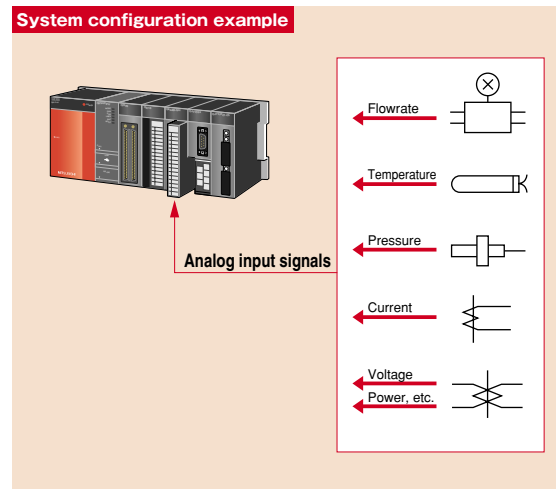 System configuration example
Flowrate
Temperature
Pressure
Analog input signals
Current
Voltage
Power, etc.